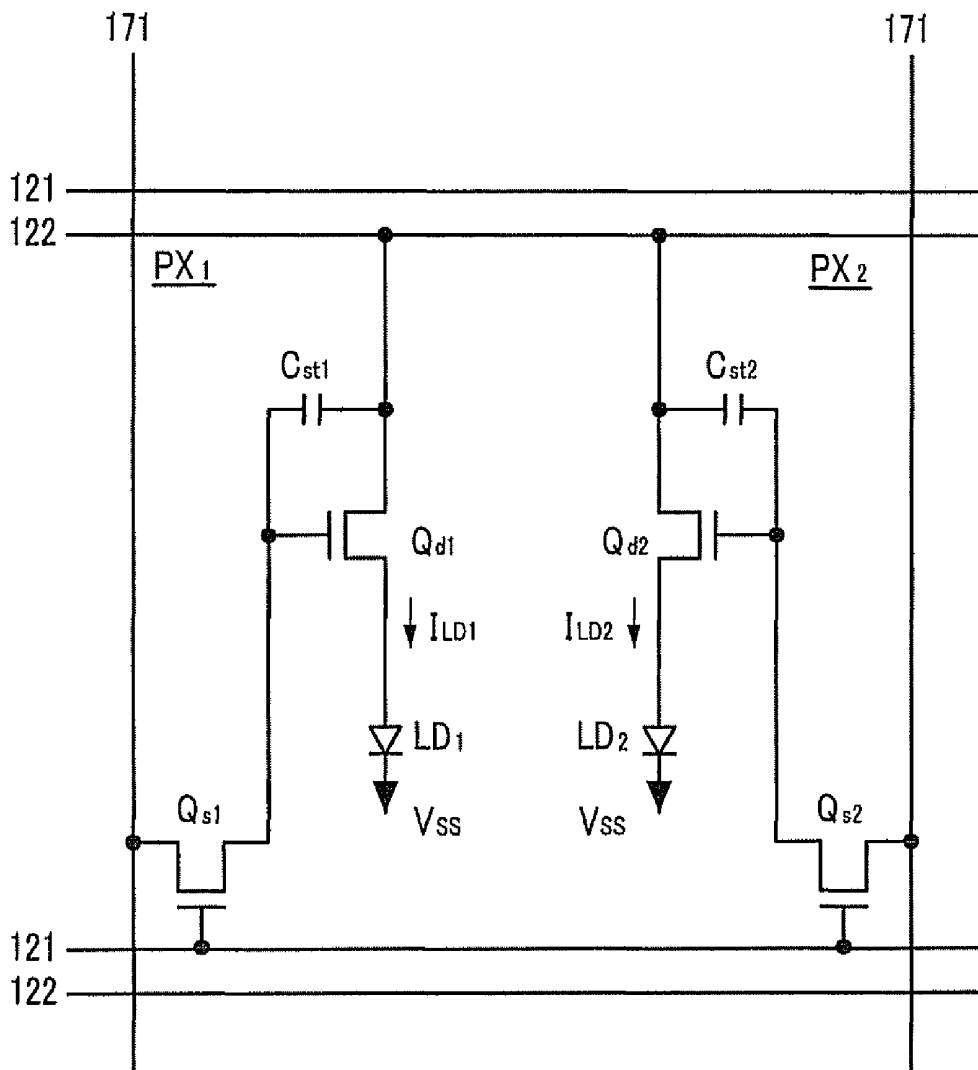 171 171
121
122
PX1 PX2
Cst1 Cst2
Qd1 Qd2
ILD1 ILD2
LD1 LD2
Qs1 VSS VSS Qs2
121
122